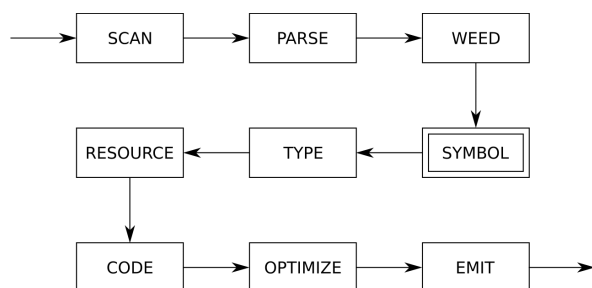 SCAN
PARSE
WEED
RESOURCE
TYPE
SYMBOL
CODE
OPTIMIZE
EMIT